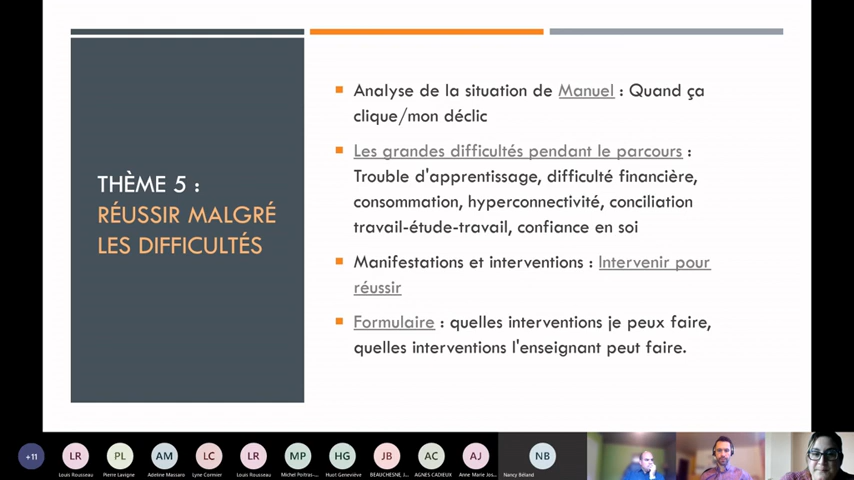 THÈME 5 :
RÉUSSIR MALGRÉ
LES DIFFICULTÉS
Analyse de la situation de Manuel : Quand ça
clique/mon déclic
Les grandes difficultés pendant le parcours :
Trouble d'apprentissage, difficulté financière,
consommation, hyperconnectivité, conciliation
travail-étude-travail, confiance en soi
Manifestations et interventions : Intervenir pour
réussir
Formulaire : quelles interventions je peux faire,
quelles interventions l'enseignant peut faire.
+11 LR PL AM LC LR MP HG JB AC AJ NB
Louis Rousseau Pierre Lavigne Adeline Massaro Lyne Cormier Louis Rousseau Michel Poitras-... Huot Geneviève BEAUCHESNE, J... AGNES CADIEUX Anne Marie Jos... Nancy Béland